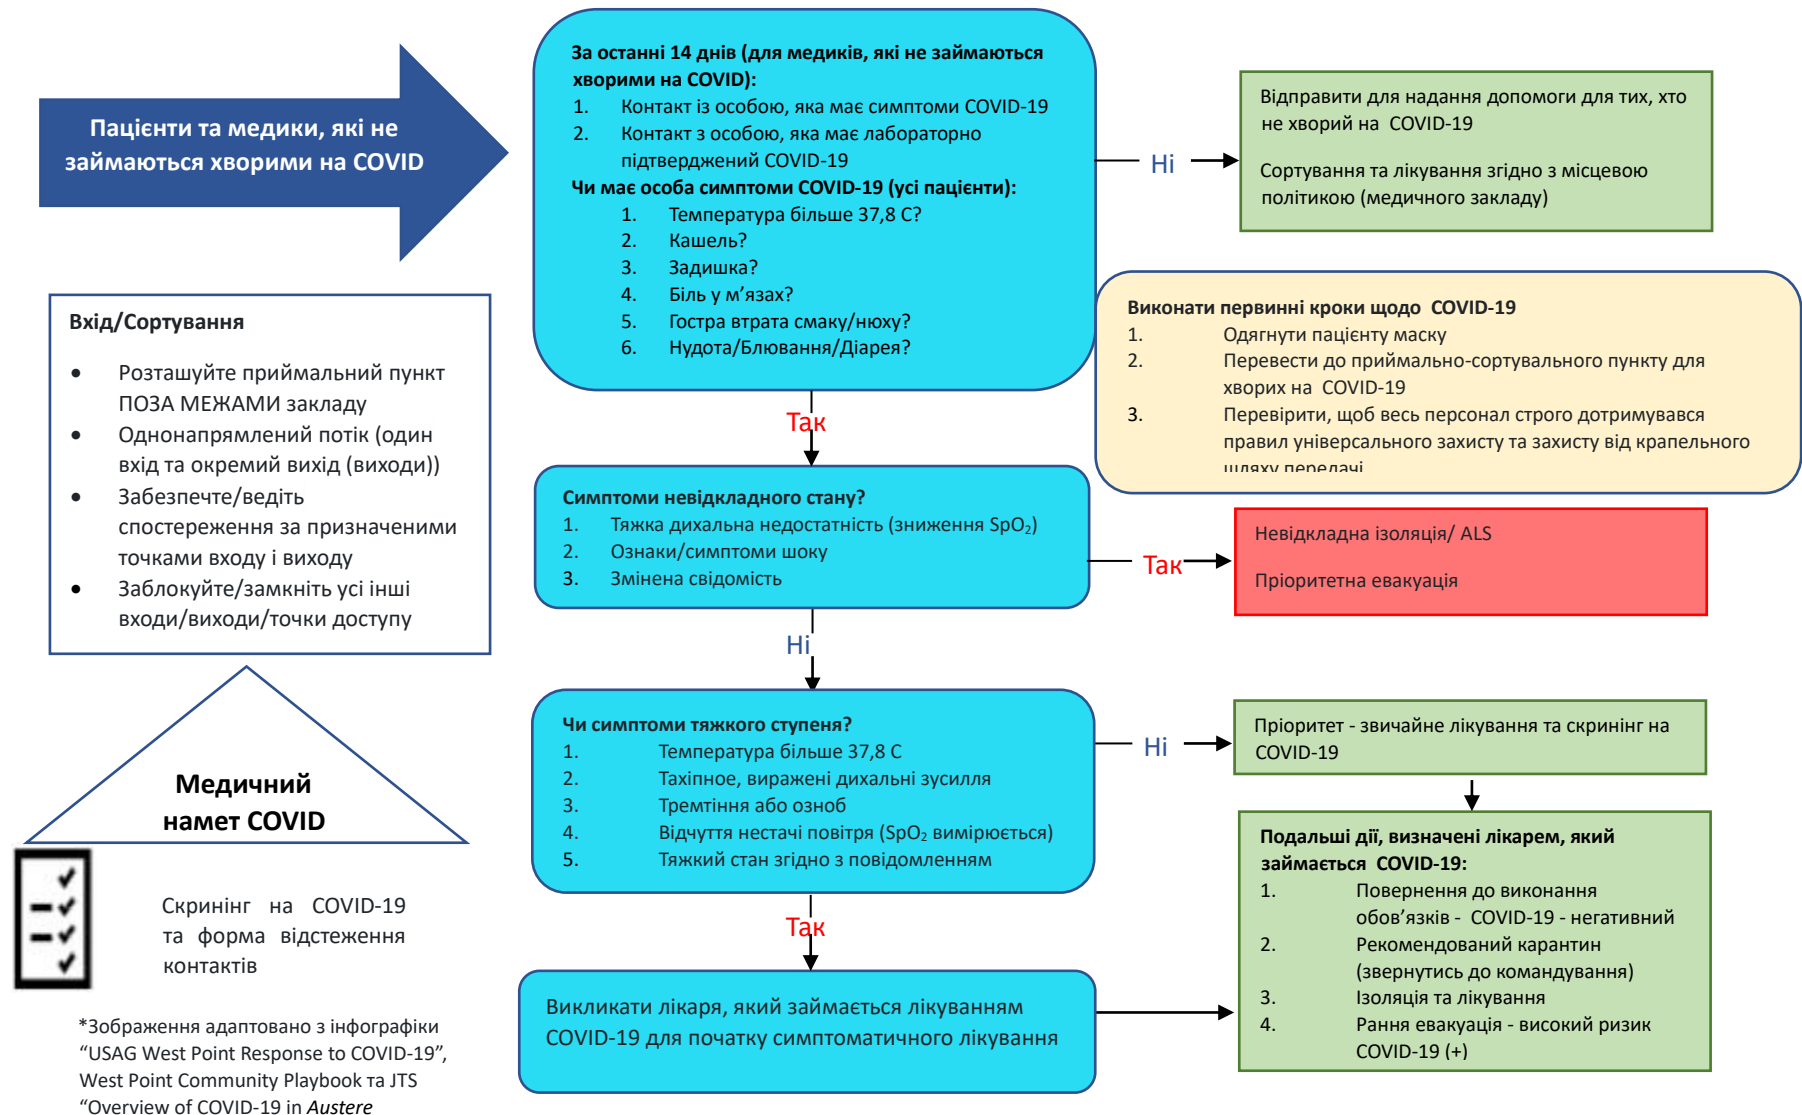 Пацієнти та медики, які не
займаються хворими на COVID
За останні 14 днів (для медиків, які не займаються
хворими на COVID):
1. Контакт із особою, яка має симптоми COVID-19
2. Контакт з особою, яка має лабораторно
підтверджений COVID-19
Чи має особа симптоми COVID-19 (усі пацієнти):
1. Температура більше 37,8 С?
2. Кашель?
3. Задишка?
4. Біль у м’язах?
5. Гостра втрата смаку/нюху?
6. Нудота/Блювання/Діарея?
Ні
Відправити для надання допомоги для тих, хто
не хворий на COVID-19
Сортування та лікування згідно з місцевою
політикою (медичного закладу)
Виконати первинні кроки щодо COVID-19
1. Одягнути пацієнту маску
2. Перевести до приймально-сортувального пункту для
хворих на COVID-19
3. Перевірити, щоб весь персонал строго дотримувався
правил універсального захисту та захисту від крапельного
шляху передачі
Вхід/Сортування
• Розташуйте приймальний пункт
ПОЗА МЕЖАМИ закладу
• Однонапрямлений потік (один
вхід та окремий вихід (виходи))
• Забезпечте/ведіть
спостереження за призначеними
точками входу і виходу
• Заблокуйте/замкніть усі інші
входи/виходи/точки доступу
Так
Симптоми невідкладного стану?
1. Тяжка дихальна недостатність (зниження SpO₂)
2. Ознаки/симптоми шоку
3. Змінена свідомість
Так
Невідкладна ізоляція/ ALS
Пріоритетна евакуація
Ні
Чи симптоми тяжкого ступеня?
1. Температура більше 37,8 С
2. Тахіпное, виражені дихальні зусилля
3. Тремтіння або озноб
4. Відчуття нестачі повітря (SpO₂ вимірюється)
5. Тяжкий стан згідно з повідомленням
Ні
Пріоритет - звичайне лікування та скринінг на
COVID-19
Подальші дії, визначені лікарем, який
займається COVID-19:
1. Повернення до виконання
обов’язків - COVID-19 - негативний
2. Рекомендований карантин
(звернутись до командування)
3. Ізоляція та лікування
4. Рання евакуація - високий ризик
COVID-19 (+)
Так
Викликати лікаря, який займається лікуванням
COVID-19 для початку симптоматичного лікування
Медичний
намет COVID
Скринінг на COVID-19
та форма відстеження
контактів
*Зображення адаптовано з інфографіки
“USAG West Point Response to COVID-19”,
West Point Community Playbook та JTS
“Overview of COVID-19 in Austere